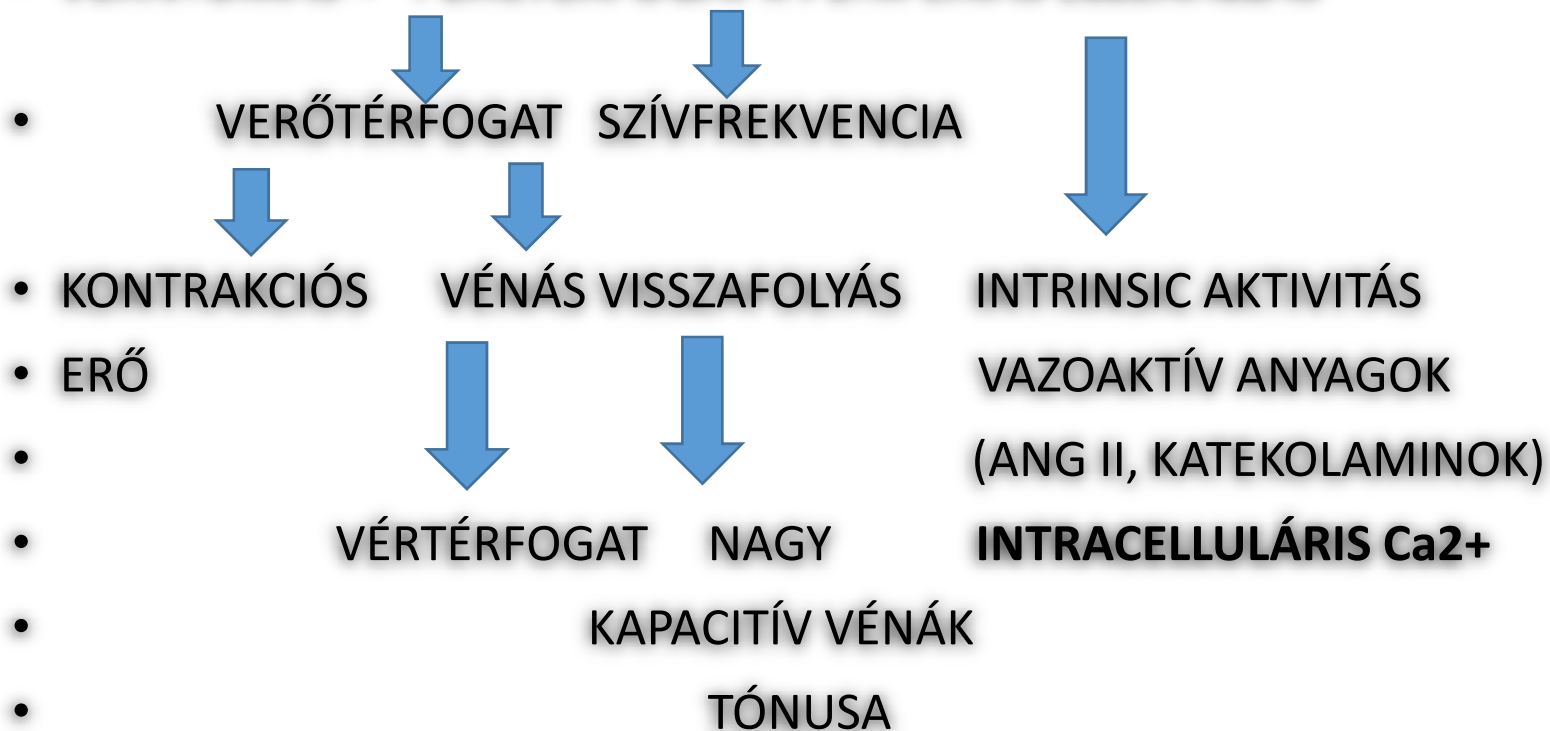 • VERŐTÉRFOGAT SZÍVFREKVENCIA
• KONTRAKCIÓS VÉNÁS VISSZAFOLYÁS INTRINSIC AKTIVITÁS
• ERŐ VAZOAKTÍV ANYAGOK
• (ANG II, KATEKOLAMINOK)
• VÉRTÉRFOGAT NAGY INTRACELLULÁRIS Ca2+
• KAPACITÍV VÉNÁK
• TÓNUSA